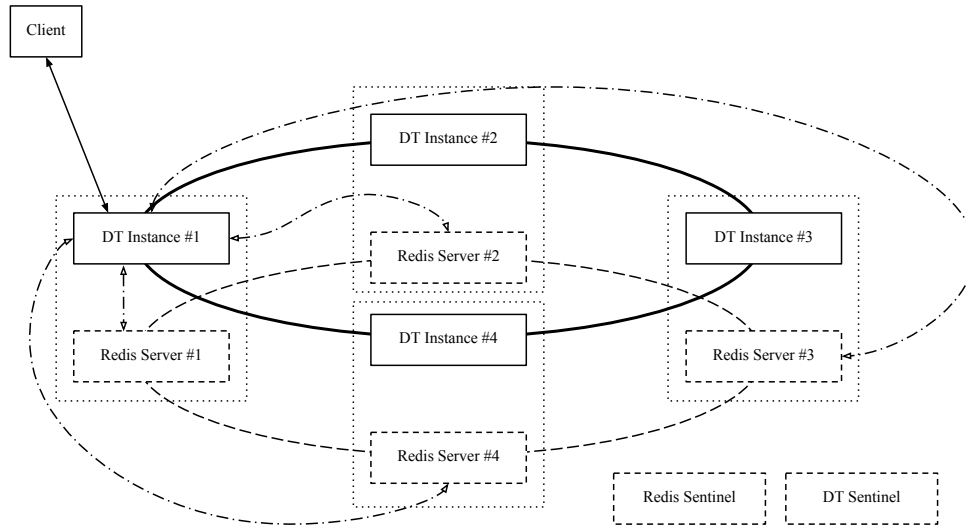 Client
DT Instance #2
DT Instance #1
DT Instance #3
Redis Server #2
DT Instance #4
Redis Server #1
Redis Server #3
Redis Server #4
Redis Sentinel
DT Sentinel